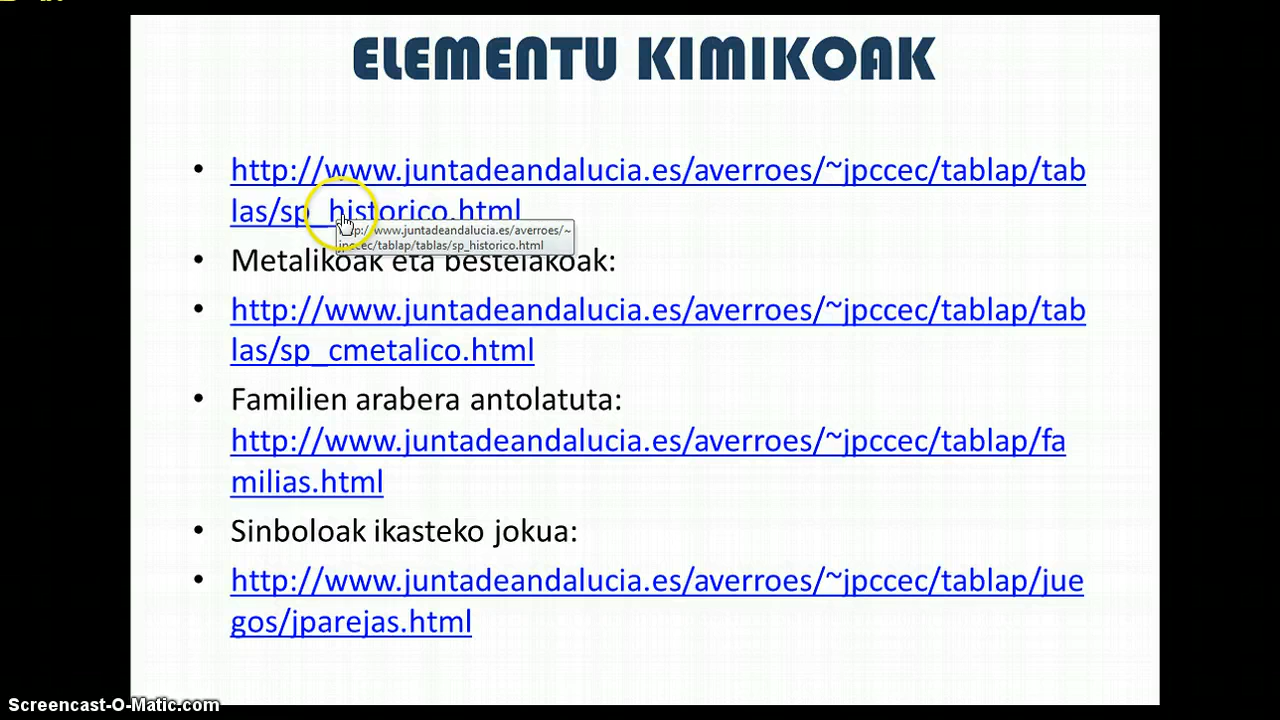 ELEMENTU KIMIKOAK
• http://www.juntadeandalucia.es/averroes/~jpccec/tablap/tab
las/sp_historico.html
http://www.juntadeandalucia.es/averroes/~
jpccec/tablap/tablas/sp_historico.html
• Metalikoak eta bestelakoak:
• http://www.juntadeandalucia.es/averroes/~jpccec/tablap/tab
las/sp_cmetalico.html
• Familien arabera antolatuta:
http://www.juntadeandalucia.es/averroes/~jpccec/tablap/fa
milias.html
• Sinboloak ikasteko jokua:
• http://www.juntadeandalucia.es/averroes/~jpccec/tablap/jue
gos/jparejas.html
Screencast-O-Matic.com